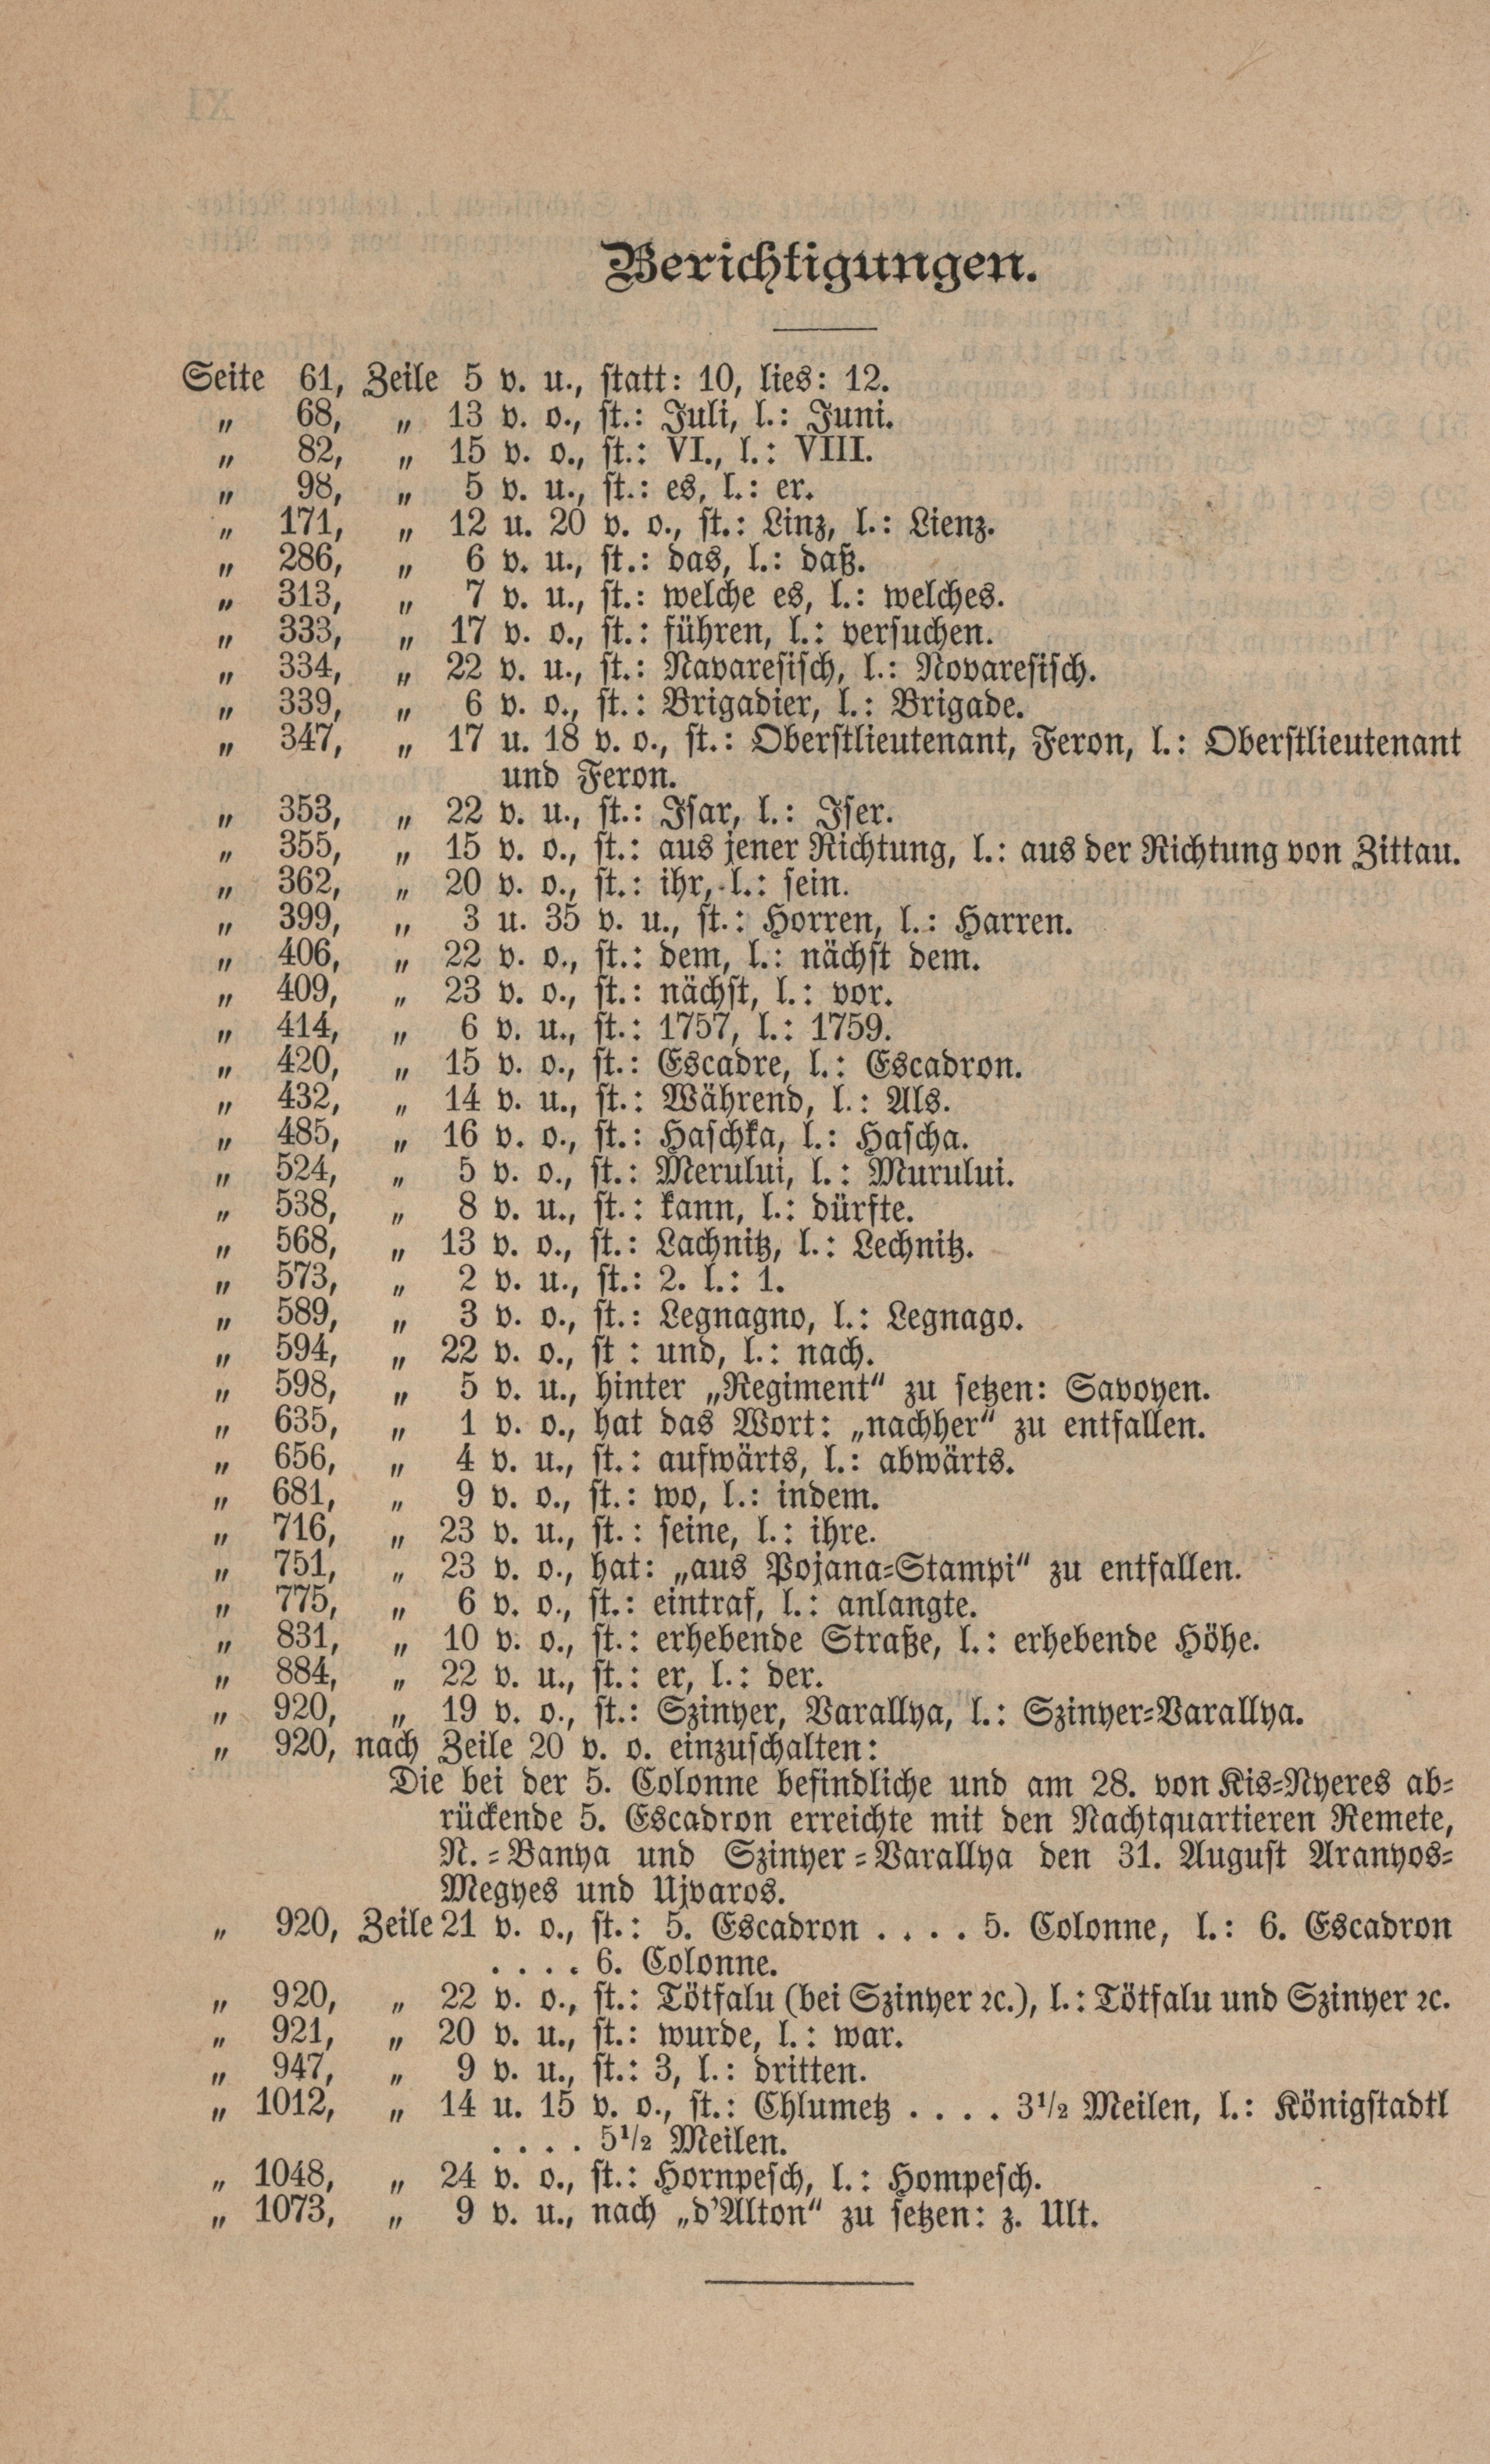 Berichtigungen.
Seite 61, Zeile 5 v. u., statt: 10, lies: 12.
„ 68, „ 13 v. o., st.: Juli, l.: Juni.
„ 82, „ 15 v. o., st.: VI., l.: VIII.
„ 98, „ 5 v. u., st.: es, l.: er.
„ 171, „ 12 u. 20 v. o., st.: Linz, l.: Lienz.
„ 286, „ 6 v. u., st.: das, l.: daß.
„ 313, „ 7 v. u., st.: welche es, l.: welches.
„ 333, „ 17 v. o., st.: führen, l.: versuchen.
„ 334, „ 22 v. u., st.: Navaresisch, l.: Novaresisch.
„ 339, „ 6 v. o., st.: Brigadier, l.: Brigade.
„ 347, „ 17 u. 18 v. o., st.: Oberstlieutenant, Feron, l.: Oberstlieutenant
und Feron.
„ 353, „ 22 v. u., st.: Isar, l.: Iser.
„ 355, „ 15 v. o., st.: aus jener Richtung, l.: aus der Richtung von Zittau.
„ 362, „ 20 v. o., st.: ihr, l.: sein.
„ 399, „ 3 u. 35 v. u., st.: Horren, l.: Harren.
„ 406, „ 22 v. o., st.: dem, l.: nächst dem.
„ 409, „ 23 v. o., st.: nächst, l.: vor.
„ 414, „ 6 v. u., st.: 1757, l.: 1759.
„ 420, „ 15 v. o., st.: Escadre, l.: Escadron.
„ 432, „ 14 v. u., st.: Während, l.: Als.
„ 485, „ 16 v. o., st.: Haschka, l.: Hascha.
„ 524, „ 5 v. o., st.: Merului, l.: Murului.
„ 538, „ 8 v. u., st.: kann, l.: dürfte.
„ 568, „ 13 v. o., st.: Lachnitz, l.: Lechnitz.
„ 573, „ 2 v. u., st.: 2. l.: 1.
„ 589, „ 3 v. o., st.: Legnagno, l.: Legnago.
„ 594, „ 22 v. o., st : und, l.: nach.
„ 598, „ 5 v. u., hinter „Regiment“ zu setzen: Savoyen.
„ 635, „ 1 v. o., hat das Wort: „nachher“ zu entfallen.
„ 656, „ 4 v. u., st.: aufwärts, l.: abwärts.
„ 681, „ 9 v. o., st.: wo, l.: indem.
„ 716, „ 23 v. u., st.: seine, l.: ihre.
„ 751, „ 23 v. o., hat: „aus Pojana-Stampi“ zu entfallen.
„ 775, „ 6 v. o., st.: eintraf, l.: anlangte.
„ 831, „ 10 v. o., st.: erhebende Straße, l.: erhebende Höhe.
„ 884, „ 22 v. u., st.: er, l.: der.
„ 920, „ 19 v. o., st.: Szinyer, Varallya, l.: Szinyer-Varallya.
„ 920, nach Zeile 20 v. o. einzuschalten:
Die bei der 5. Colonne befindliche und am 28. von Kis-Nyeres ab-
rückende 5. Escadron erreichte mit den Nachtquartieren Remete,
N.-Banya und Szinyer-Varallya den 31. August Aranyos-
Megyes und Ujvaros.
„ 920, Zeile 21 v. o., st.: 5. Escadron . . . . 5. Colonne, l.: 6. Escadron
. . . . 6. Colonne.
„ 920, „ 22 v. o., st.: Tötfalu (bei Szinyer ꝛc.), l.: Tötfalu und Szinyer ꝛc.
„ 921, „ 20 v. u., st.: wurde, l.: war.
„ 947, „ 9 v. u., st.: 3, l.: dritten.
„ 1012, „ 14 u. 15 v. o., st.: Chlumetz . . . . 3½ Meilen, l.: Königstadtl
. . . . 5½ Meilen.
„ 1048, „ 24 v. o., st.: Hornpesch, l.: Hompesch.
„ 1073, „ 9 v. u., nach „d'Alton“ zu setzen: z. Ult.